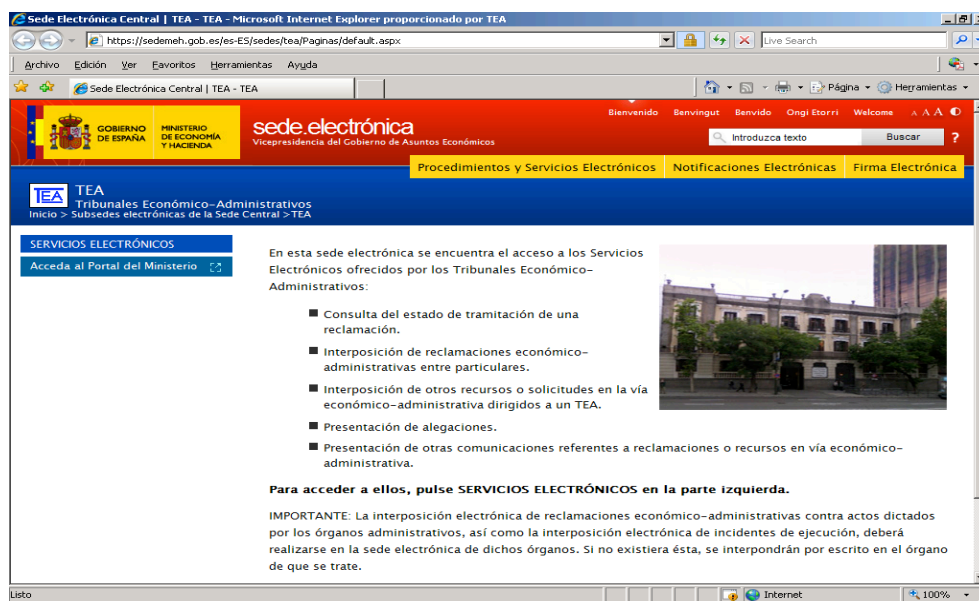 Sede Electrónica Central | TEA - TEA - Microsoft Internet Explorer proporcionado por TEA
https://sedemeh.gob.es/es-ES/sedes/tea/Paginas/default.aspx
Live Search
Archivo Edición Ver Favoritos Herramientas Ayuda
Sede Electrónica Central | TEA - TEA
Página
Herramientas
Bienvenido Benvingut Benvido Ongi Etorri Welcome A A A
GOBIERNO DE ESPAÑA
MINISTERIO DE ECONOMÍA Y HACIENDA
sede.electrónica
Vicepresidencia del Gobierno de Asuntos Económicos
Introduzca texto
Buscar
?
Procedimientos y Servicios Electrónicos
Notificaciones Electrónicas
Firma Electrónica
TEA
TEA
Tribunales Económico-Administrativos
Inicio > Subsedes electrónicas de la Sede Central >TEA
SERVICIOS ELECTRÓNICOS
Acceda al Portal del Ministerio
En esta sede electrónica se encuentra el acceso a los Servicios
Electrónicos ofrecidos por los Tribunales Económico-
Administrativos:
Consulta del estado de tramitación de una
reclamación.
Interposición de reclamaciones económico-
administrativas entre particulares.
Interposición de otros recursos o solicitudes en la vía
económico-administrativa dirigidos a un TEA.
Presentación de alegaciones.
Presentación de otras comunicaciones referentes a reclamaciones o recursos en vía económico-
administrativa.
Para acceder a ellos, pulse SERVICIOS ELECTRÓNICOS en la parte izquierda.
IMPORTANTE: La interposición electrónica de reclamaciones económico-administrativas contra actos dictados
por los órganos administrativos, así como la interposición electrónica de incidentes de ejecución, deberá
realizarse en la sede electrónica de dichos órganos. Si no existiera ésta, se interpondrán por escrito en el órgano
de que se trate.
Listo
Internet
100%